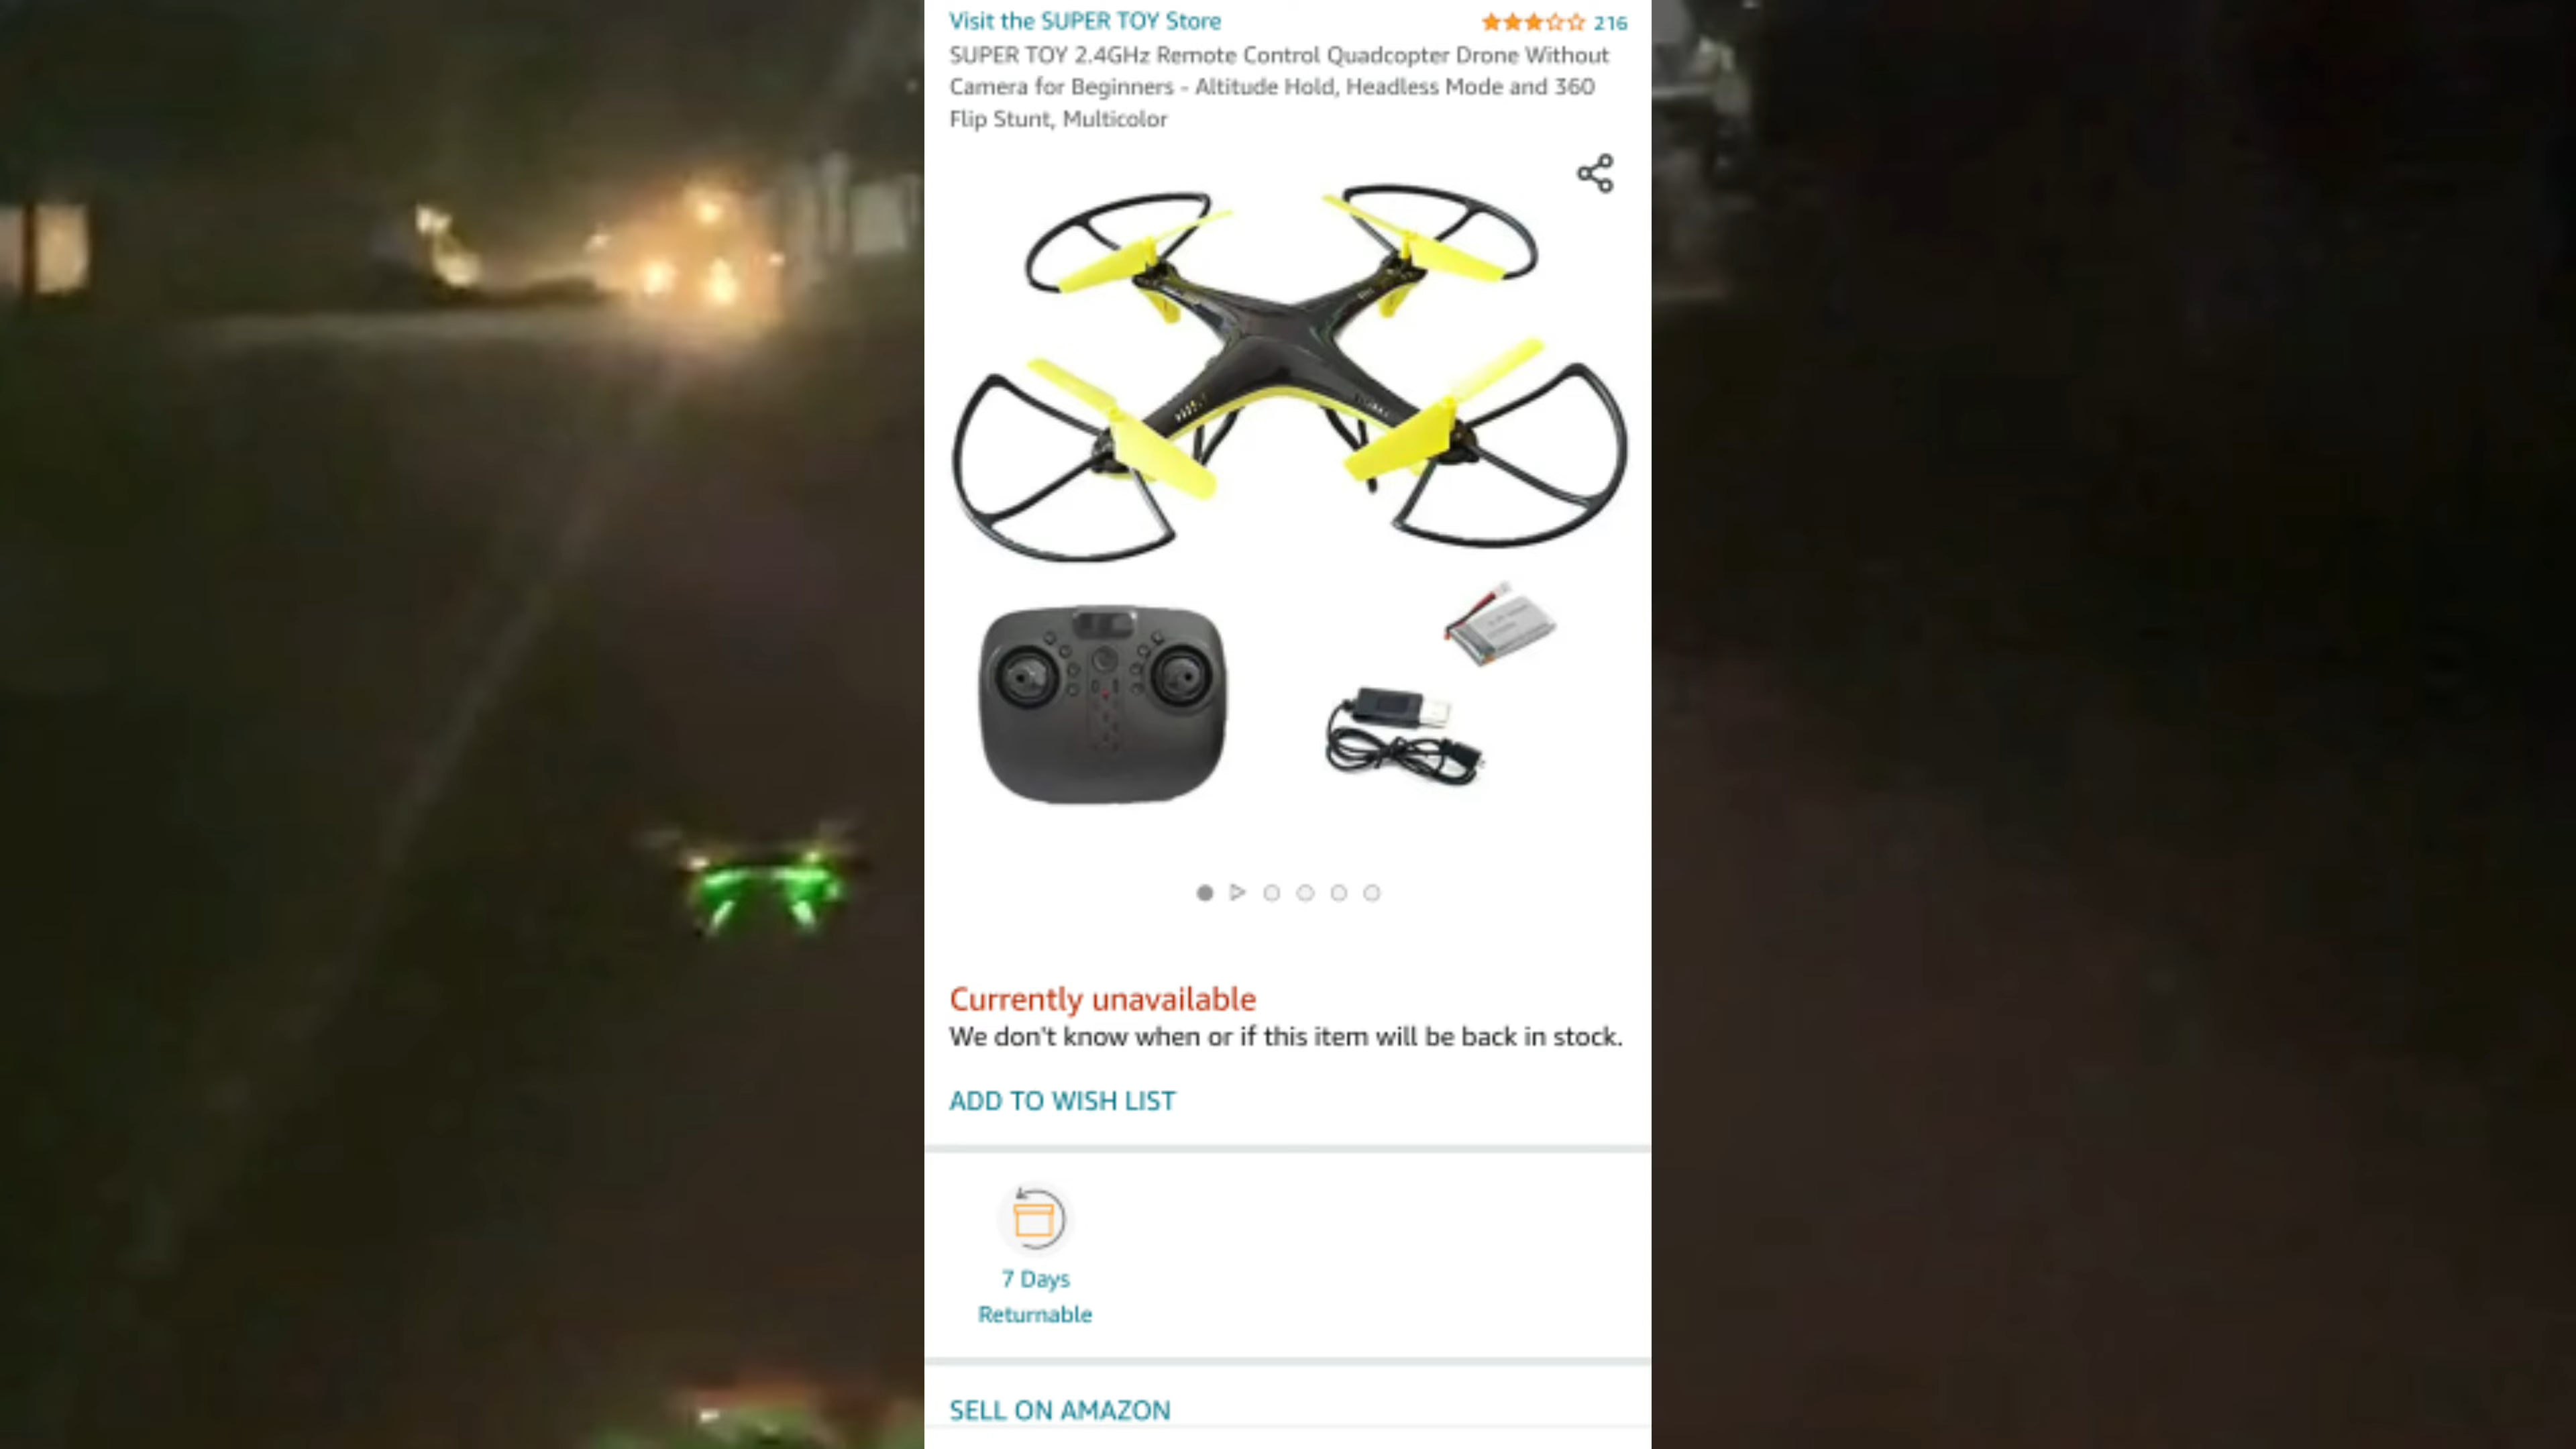 Visit the SUPER TOY Store 216
SUPER TOY 2.4GHz Remote Control Quadcopter Drone Without
Camera for Beginners - Altitude Hold, Headless Mode and 360
Flip Stunt, Multicolor
Currently unavailable
We don't know when or if this item will be back in stock.
ADD TO WISH LIST
7 Days
Returnable
SELL ON AMAZON